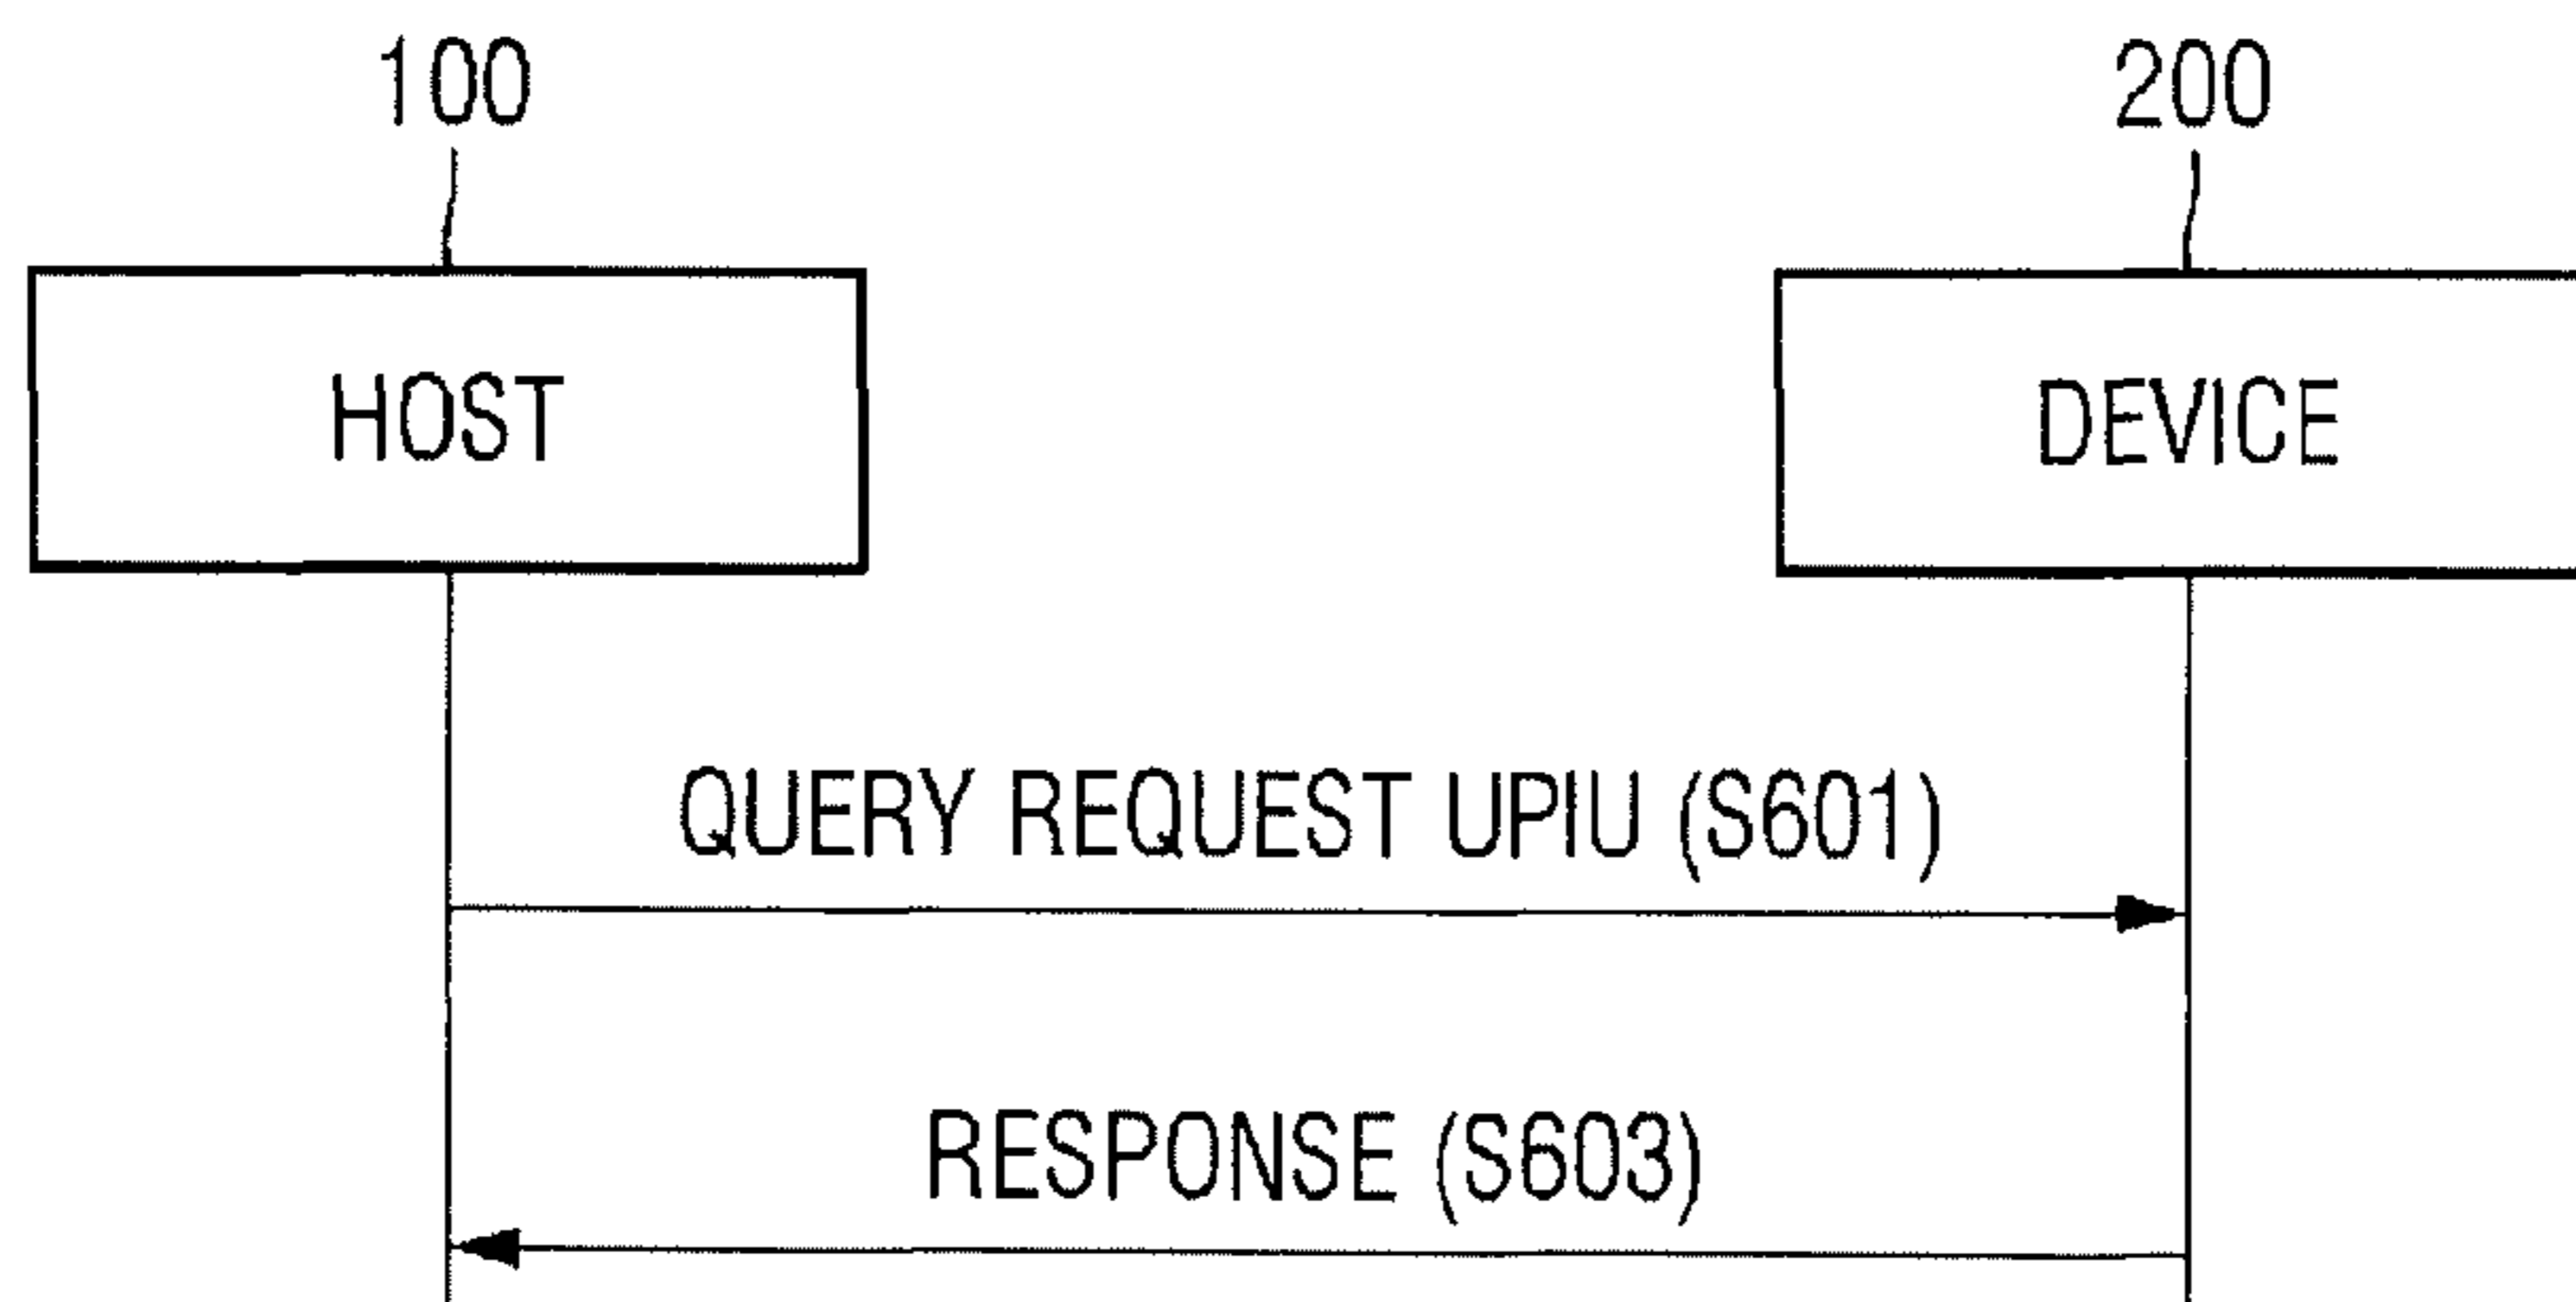 100
200
HOST
DEVICE
QUERY REQUEST UPIU (S601)
RESPONSE (S603)